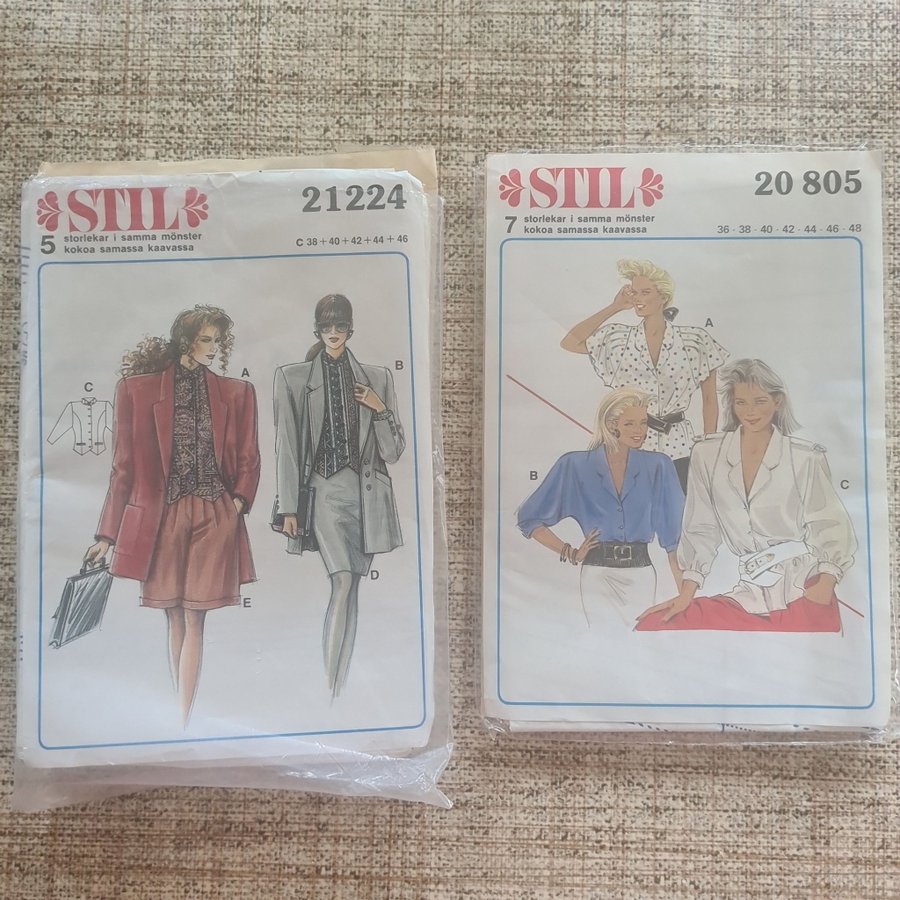 STIL
21224
5 storlekar i samma mönster
kokoa samassa kaavassa
C 38+40+42+44+46
A
B
C
D
E
STIL
20 805
7 storlekar i samma mönster
kokoa samassa kaavassa
36 - 38 - 40 - 42 - 44 - 46 - 48
A
B
C